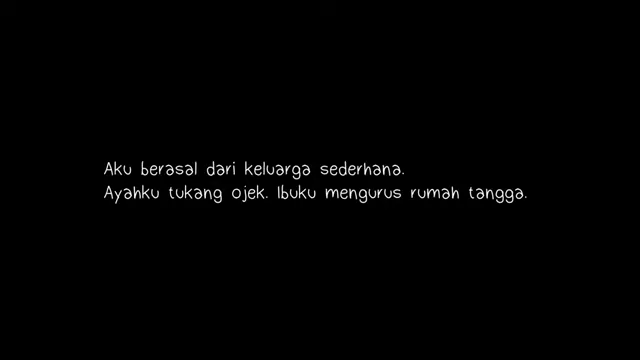 Aku berasal dari keluarga sederhana.
Ayahku tukang ojek. Ibuku mengurus rumah tangga.